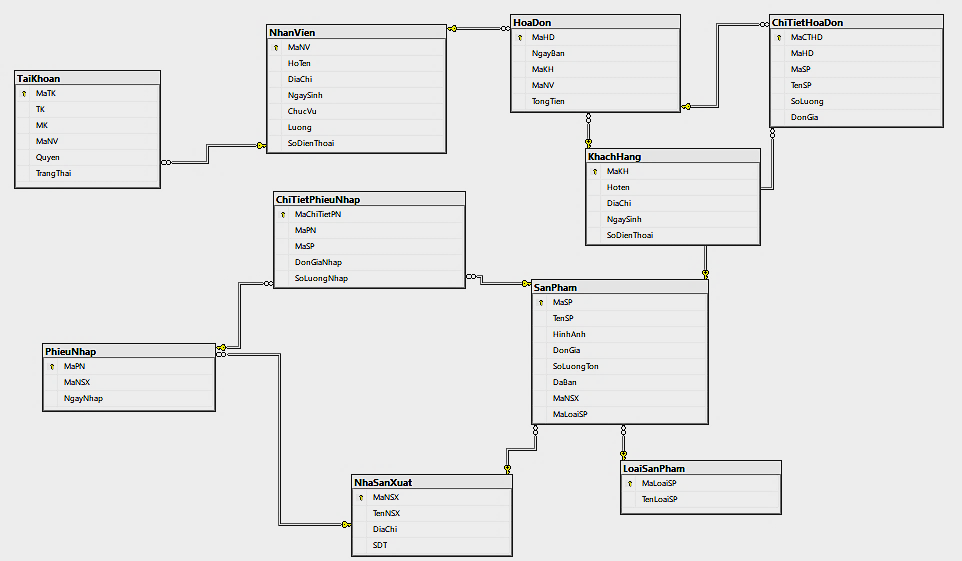 TaiKhoan
MaTK
TK
MK
MaNV
Quyen
TrangThai
NhanVien
MaNV
HoTen
DiaChi
NgaySinh
ChucVu
Luong
SoDienThoai
HoaDon
MaHD
NgayBan
MaKH
MaNV
TongTien
ChiTietHoaDon
MaCTHD
MaHD
MaSP
TenSP
SoLuong
DonGia
KhachHang
MaKH
Hoten
DiaChi
NgaySinh
SoDienThoai
ChiTietPhieuNhap
MaChiTietPN
MaPN
MaSP
DonGiaNhap
SoLuongNhap
SanPham
MaSP
TenSP
HinhAnh
DonGia
SoLuongTon
DaBan
MaNSX
MaLoaiSP
PhieuNhap
MaPN
MaNSX
NgayNhap
NhaSanXuat
MaNSX
TenNSX
DiaChi
SDT
LoaiSanPham
MaLoaiSP
TenLoaiSP